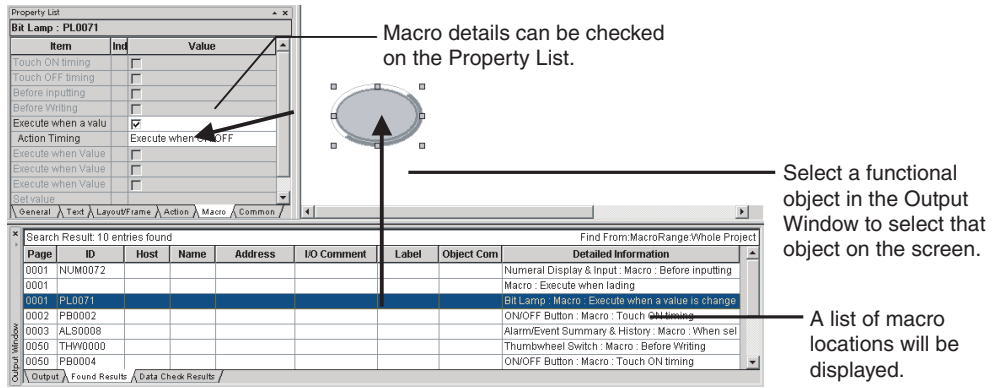 Property List
Bit Lamp : PL0071
Item Ind Value
Touch ON timing
Touch OFF timing
Before inputting
Before Writing
Execute when a valu
Action Timing Execute when ON/OFF
Execute when Value
Execute when Value
Execute when Value
Set value
General Text Layout/Frame Action Macro Common
Macro details can be checked
on the Property List.
Select a functional
object in the Output
Window to select that
object on the screen.
Search Result: 10 entries found Find From:MacroRange:Whole Project
Page ID Host Name Address I/O Comment Label Object Com Detailed Information
0001 NUM0072 Numeral Display & Input : Macro : Before inputting
0001 Macro : Execute when lading
0001 PL0071 Bit Lamp : Macro : Execute when a value is change
0002 PB0002 ON/OFF Button : Macro : Touch ON timing
0003 ALS0008 Alarm/Event Summary & History : Macro : When sel
0050 THW0000 Thumbwheel Switch : Macro : Before Writing
0050 PB0004 ON/OFF Button : Macro : Touch ON timing
Output Found Results Data Check Results
Output Window
A list of macro
locations will be
displayed.